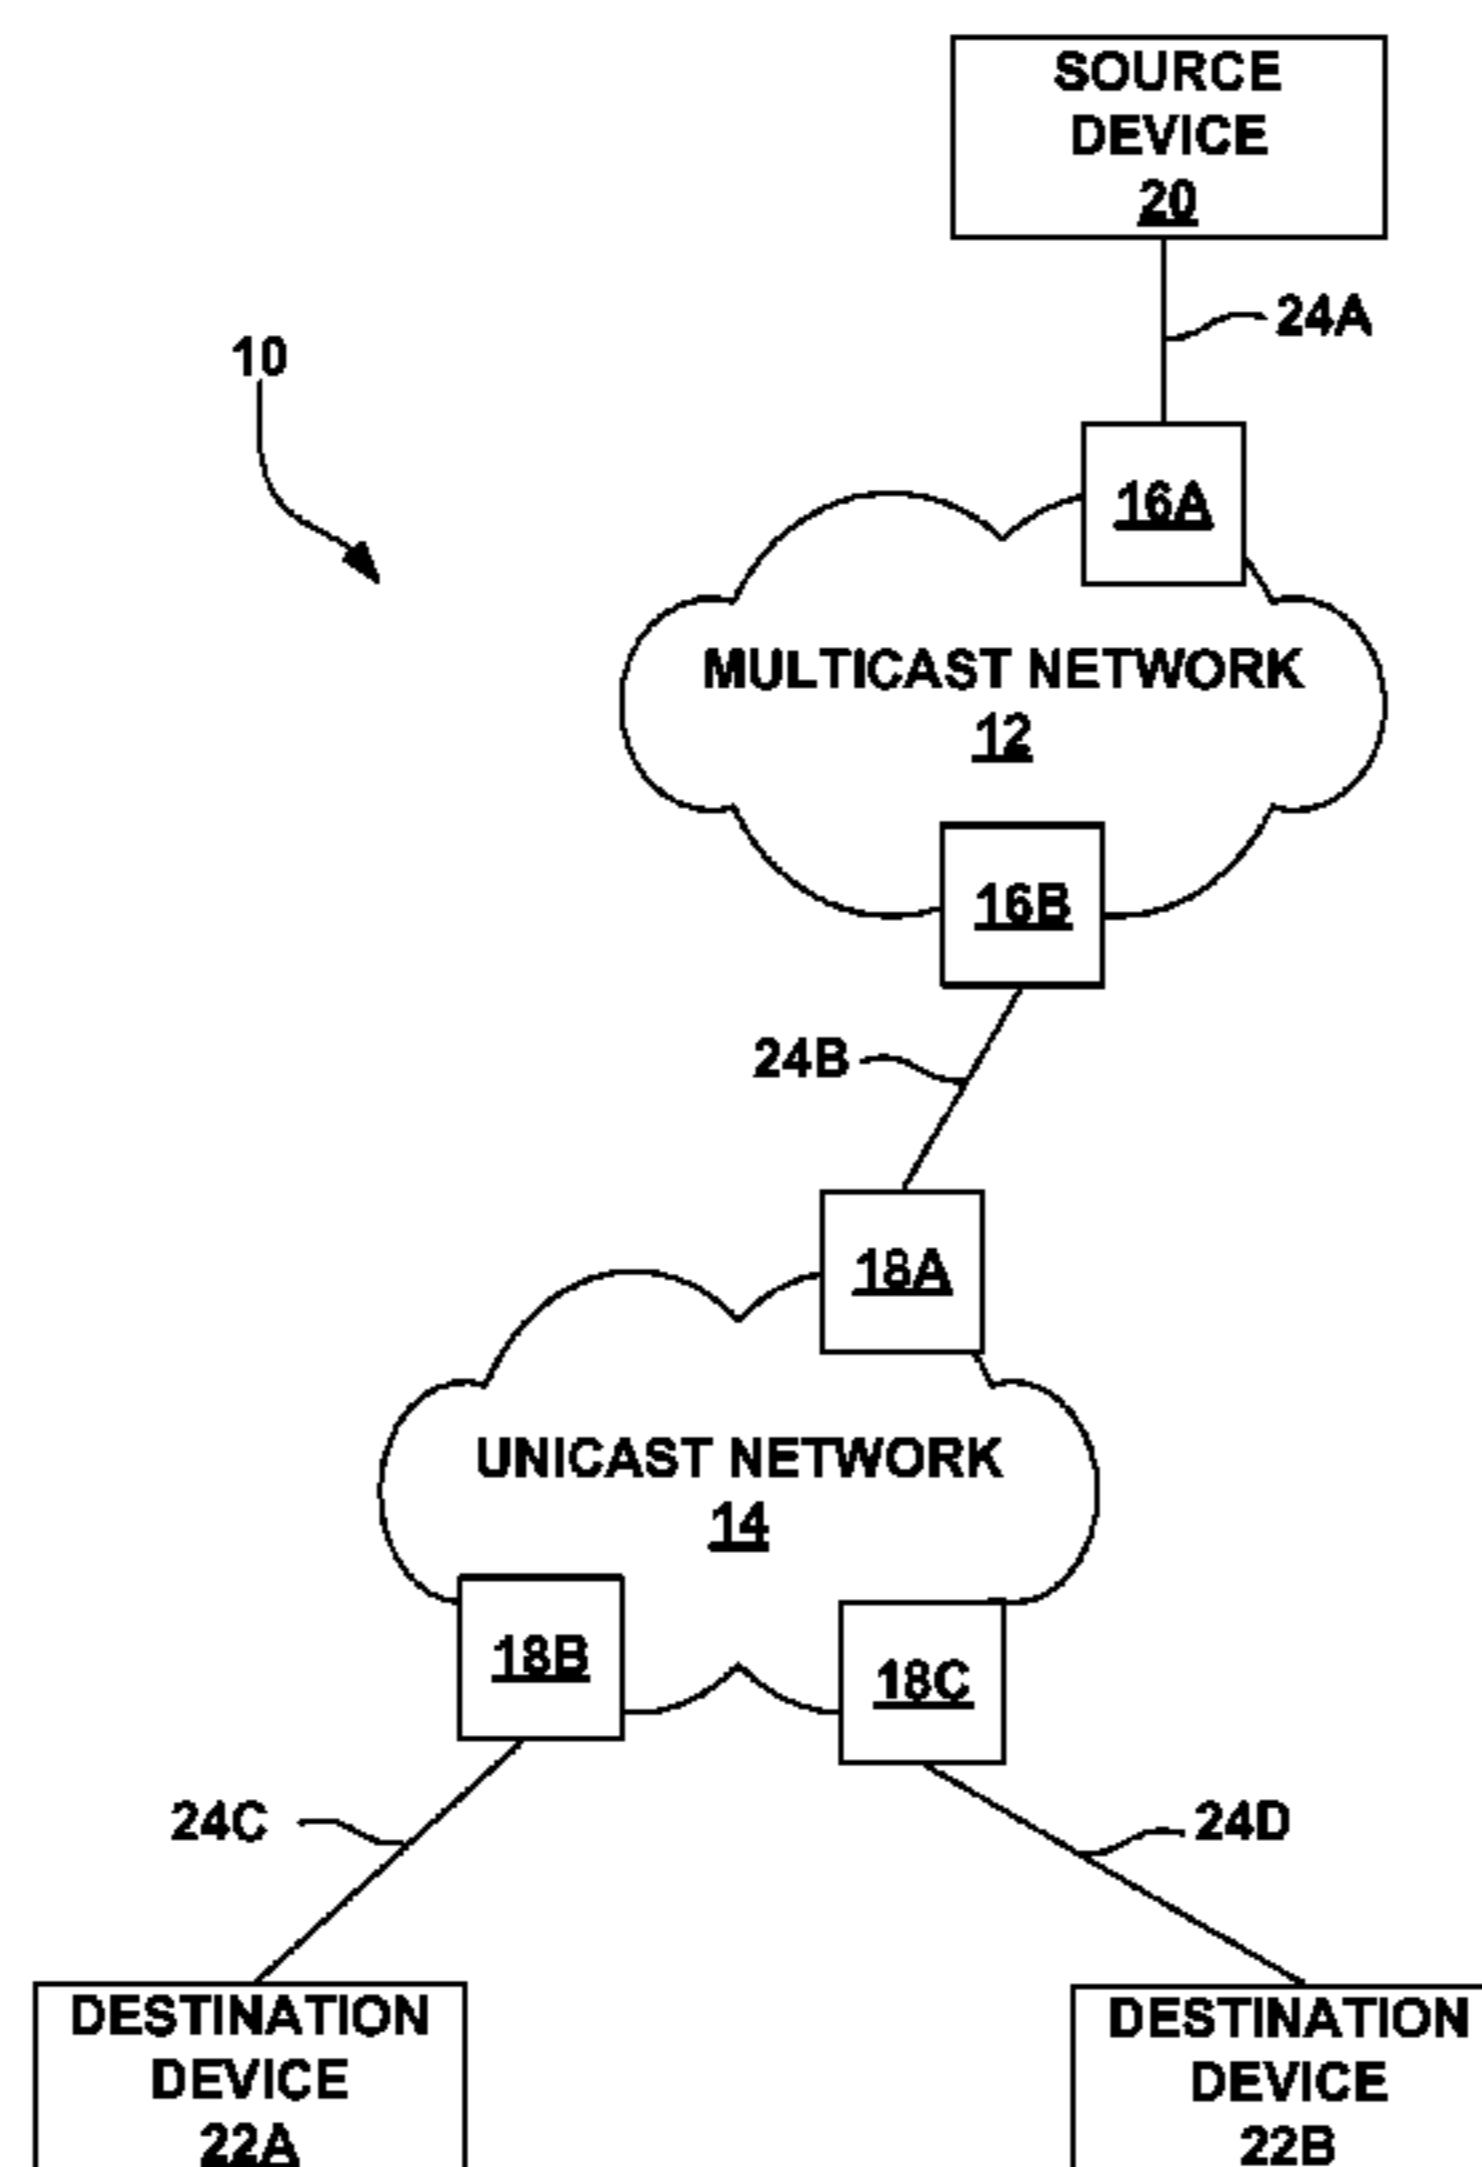 SOURCE
DEVICE
20
24A
10
16A
MULTICAST NETWORK
12
16B
24B
18A
UNICAST NETWORK
14
18B
18C
24C
24D
DESTINATION
DEVICE
22A
DESTINATION
DEVICE
22B